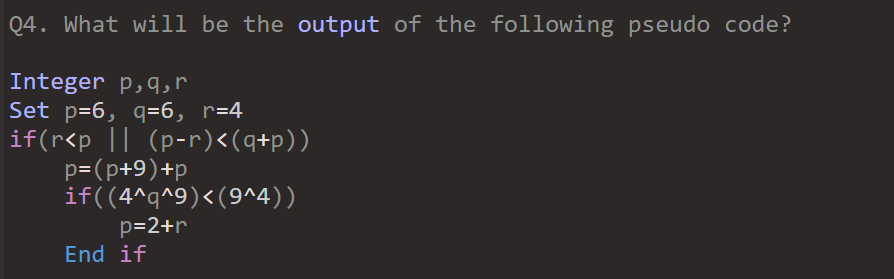 Q4. What will be the output of the following pseudo code?
Integer p,q,r
Set p=6, q=6, r=4
if(r<p || (p-r)<(q+p))
p=(p+9)+p
if((4^q^9)<(9^4))
p=2+r
End if